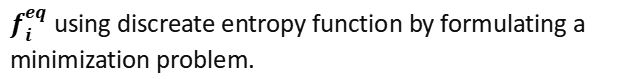 f_i^{eq} using discreate entropy function by formulating a
minimization problem.